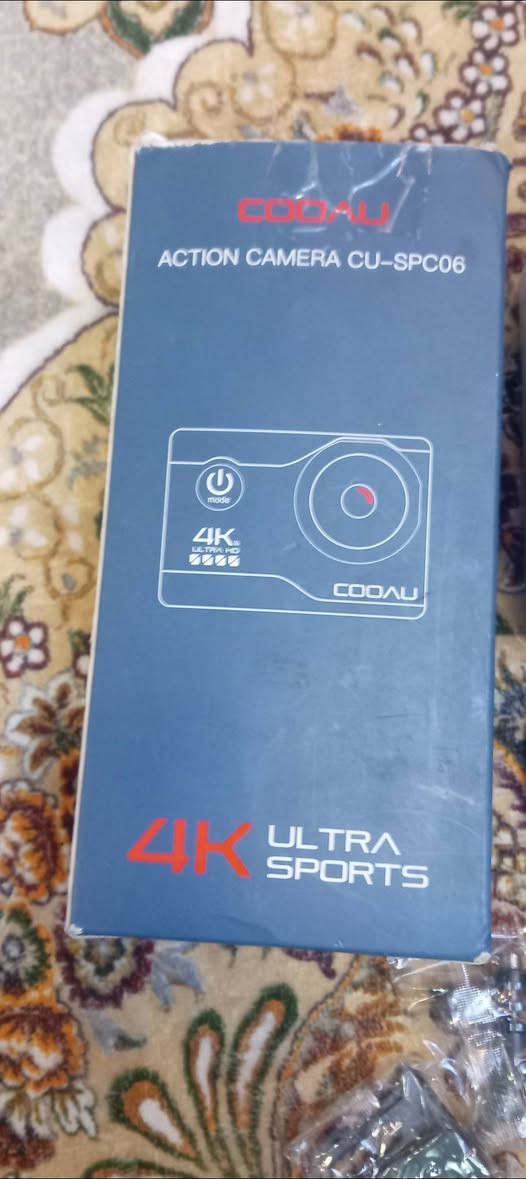 COOAU
ACTION CAMERA CU-SPC06
mode
4K
ULTRA HD
COOAU
4K ULTRA
SPORTS